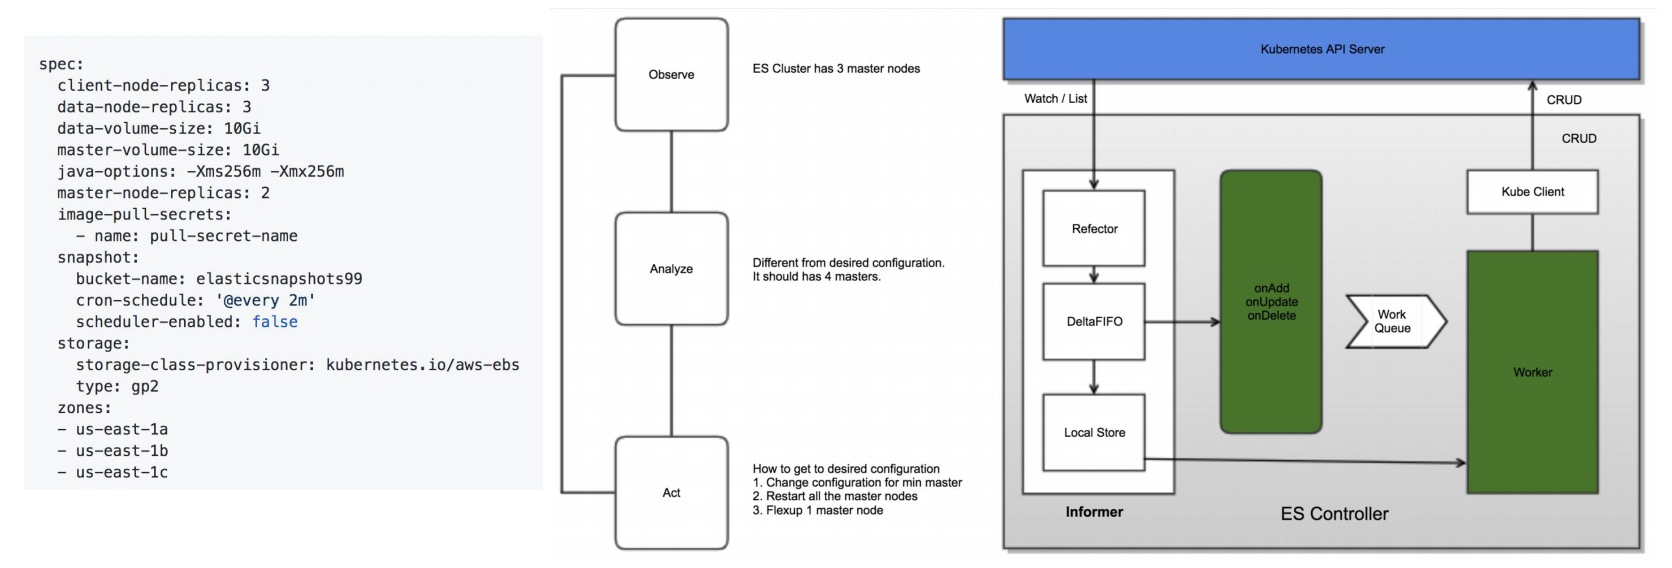 spec:
client-node-replicas: 3
data-node-replicas: 3
data-volume-size: 10Gi
master-volume-size: 10Gi
java-options: -Xms256m -Xmx256m
master-node-replicas: 2
image-pull-secrets:
- name: pull-secret-name
snapshot:
bucket-name: elasticsnapshots99
cron-schedule: '@every 2m'
scheduler-enabled: false
storage:
storage-class-provisioner: kubernetes.io/aws-ebs
type: gp2
zones:
- us-east-1a
- us-east-1b
- us-east-1c
Observe
ES Cluster has 3 master nodes
Analyze
Different from desired configuration.
It should has 4 masters.
Act
How to get to desired configuration
1. Change configuration for min master
2. Restart all the master nodes
3. Flexup 1 master node
Kubernetes API Server
Watch / List
CRUD
CRUD
Refector
DeltaFIFO
Local Store
Informer
onAdd
onUpdate
onDelete
Work
Queue
Kube Client
Worker
ES Controller